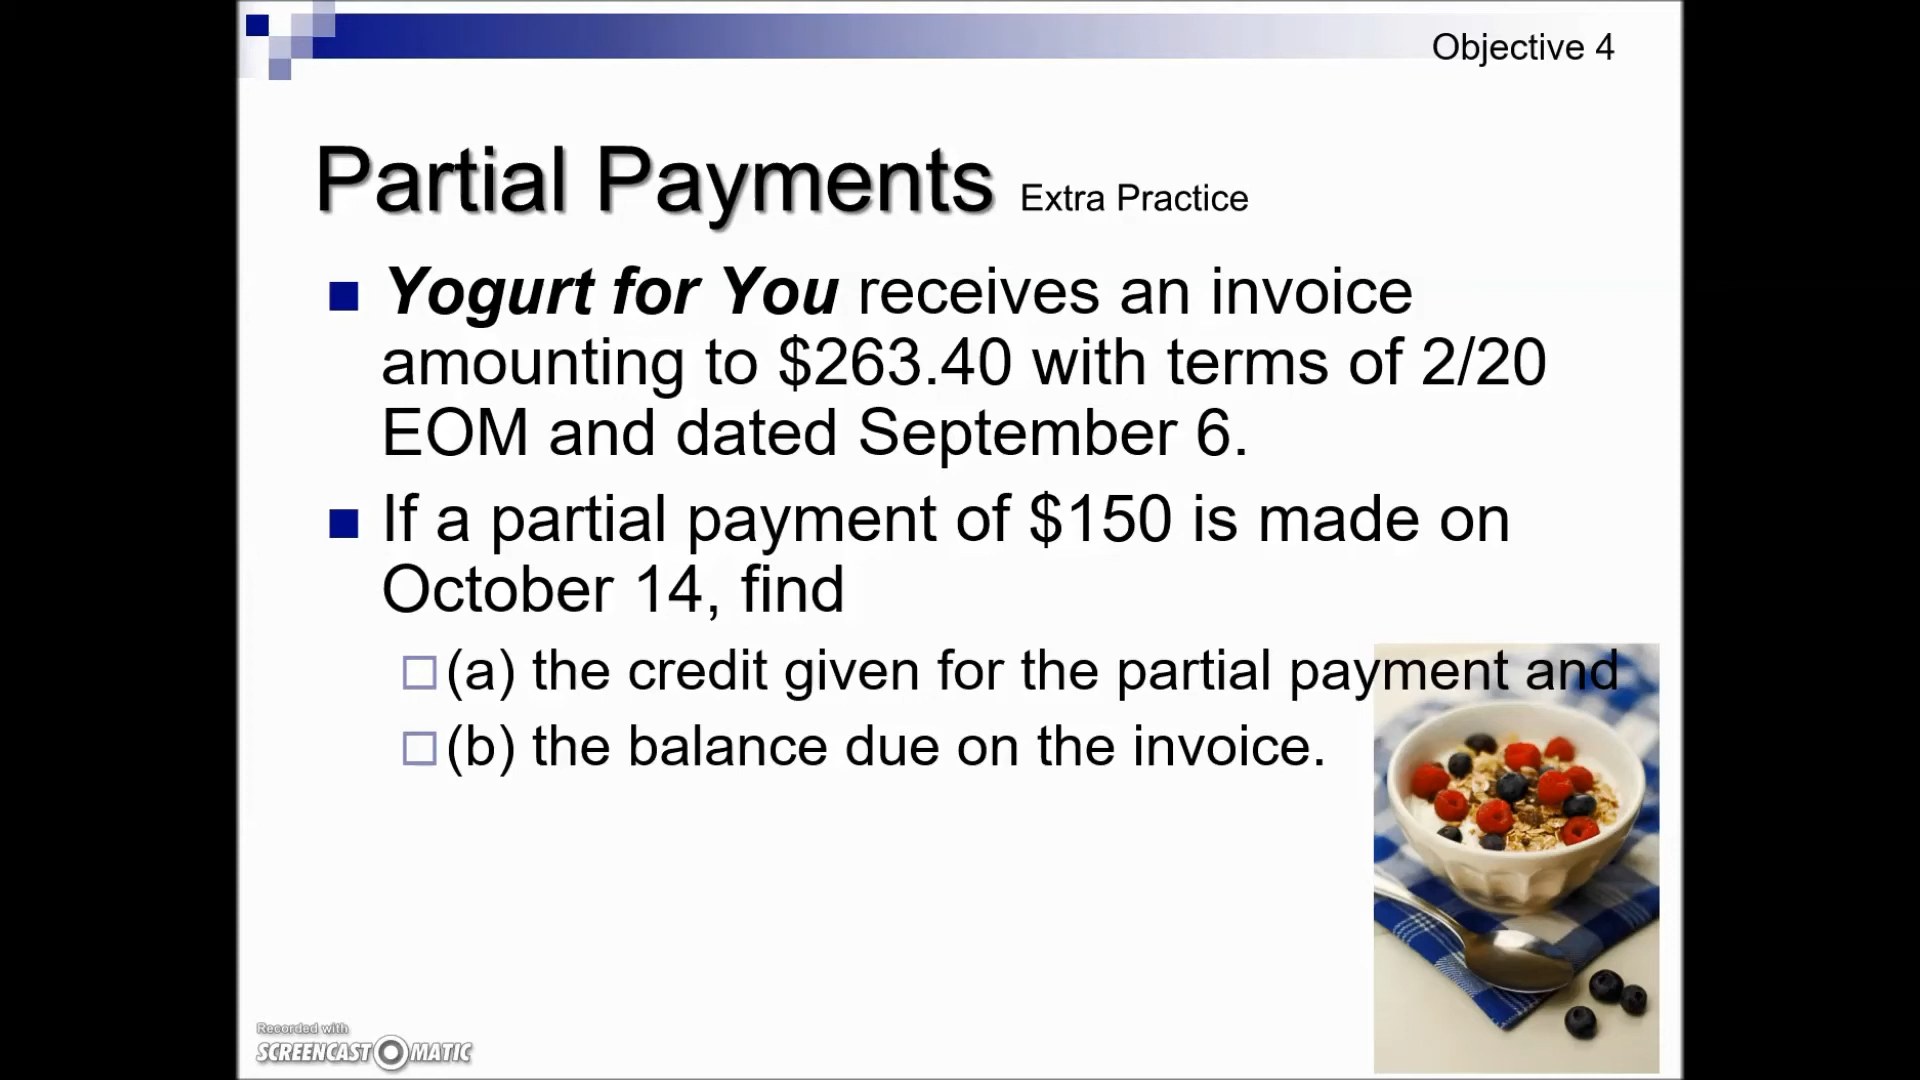 Objective 4
Partial Payments Extra Practice
Yogurt for You receives an invoice
amounting to $263.40 with terms of 2/20
EOM and dated September 6.
If a partial payment of $150 is made on
October 14, find
(a) the credit given for the partial payment and
(b) the balance due on the invoice.
Recorded with
SCREENCAST O MATIC